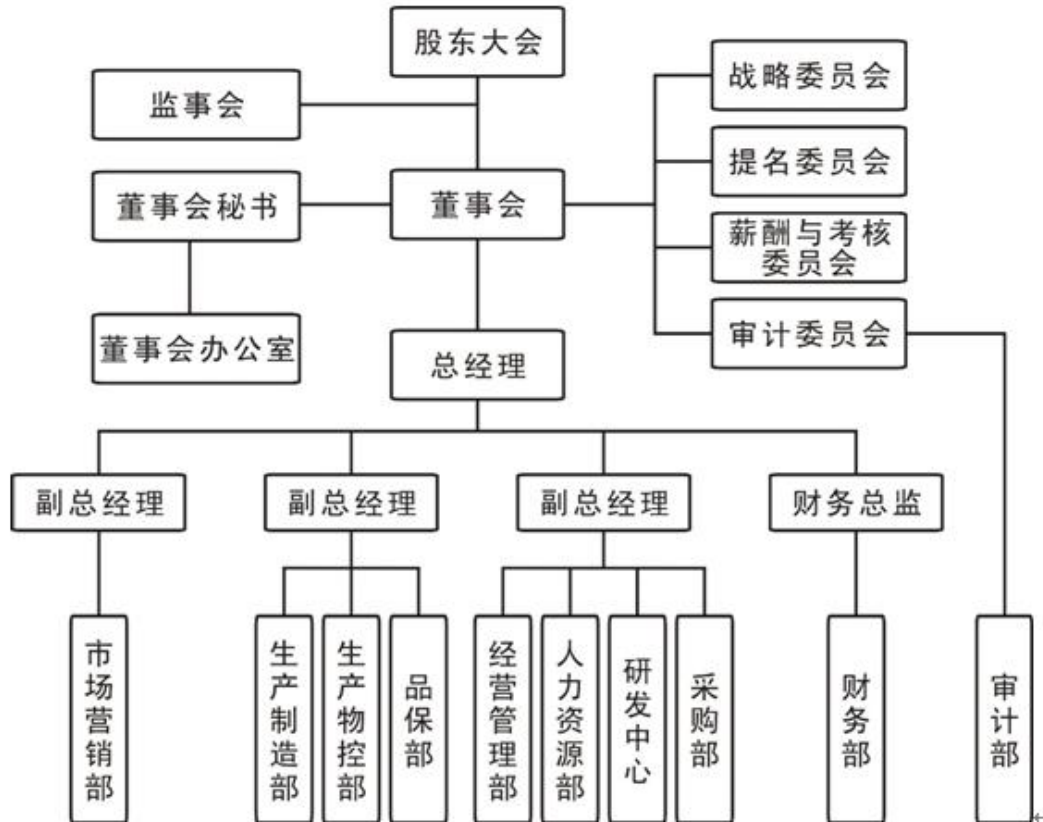 股东大会
监事会
战略委员会
提名委员会
董事会秘书
董事会
薪酬与考核
委员会
董事会办公室
总经理
审计委员会
副总经理
副总经理
副总经理
财务总监
市场营销部
生产制造部
生产物控部
品保部
经营管理部
人力资源部
研发中心
采购部
财务部
审计部